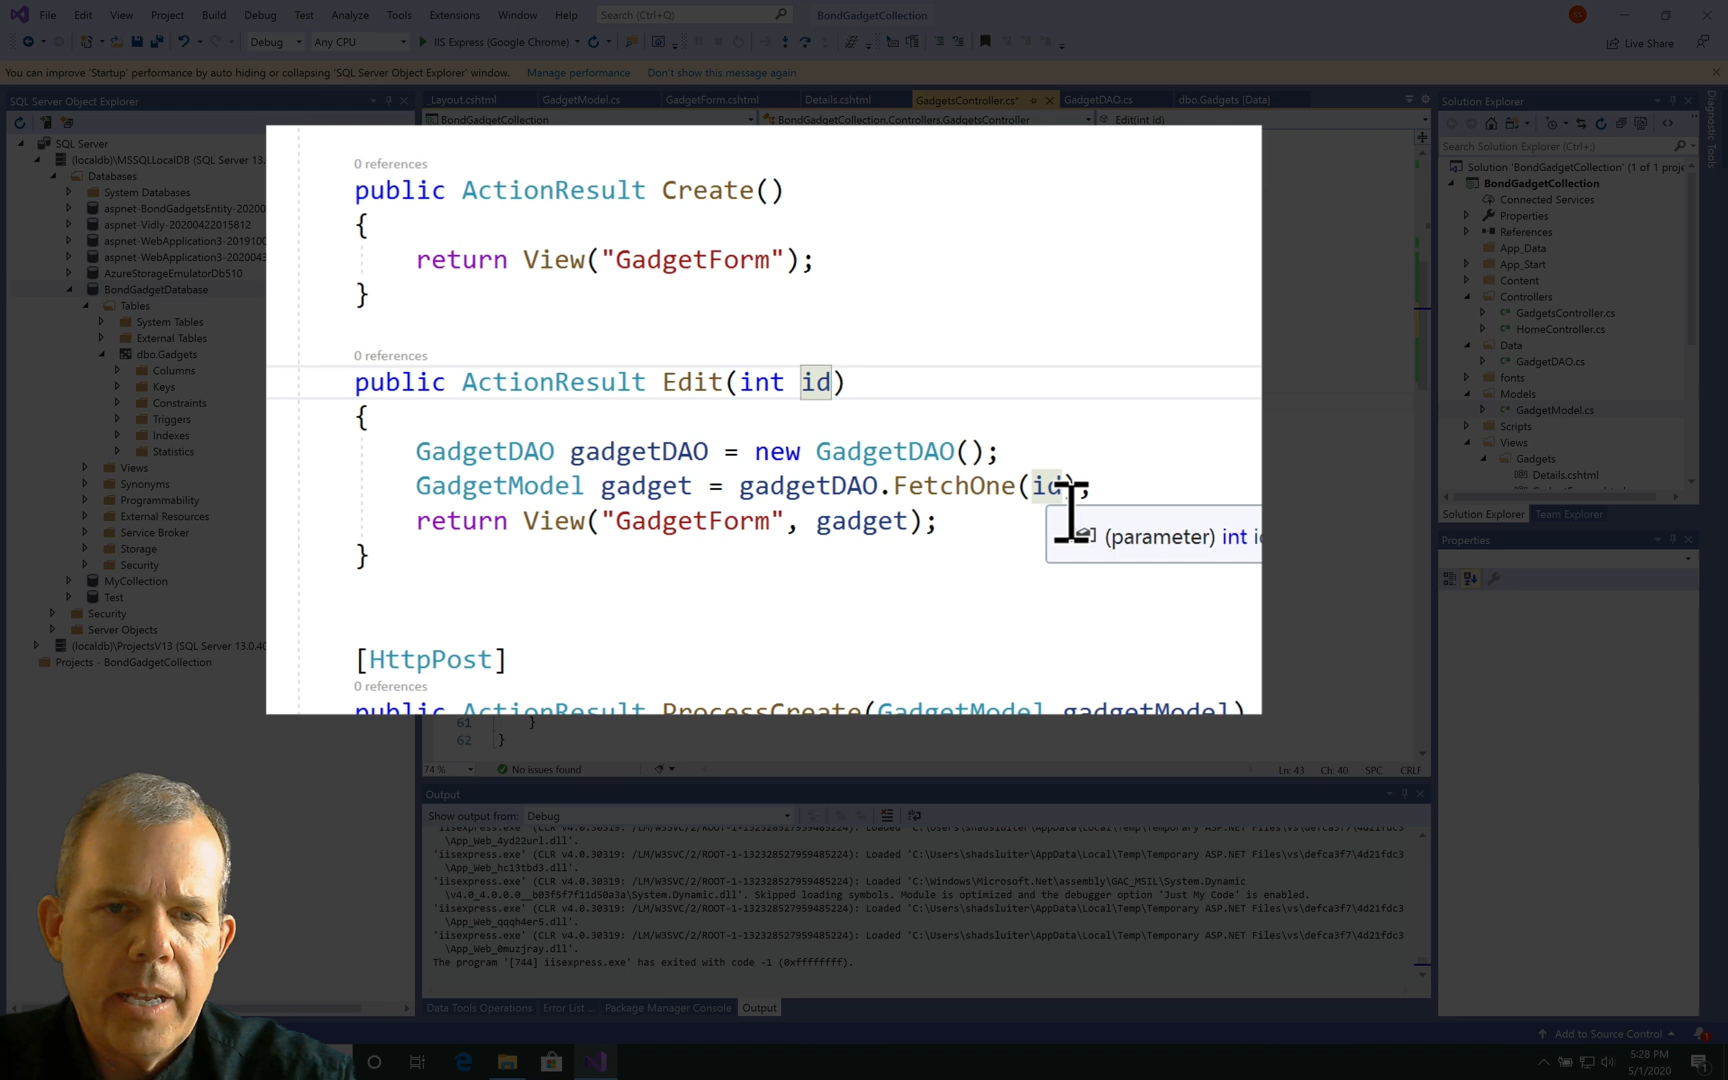 File Edit View Project Build Debug Test Analyze Tools Extensions Window Help Search (Ctrl+Q) BondGadgetCollection SS
Debug Any CPU IIS Express (Google Chrome) Live Share
You can improve 'Startup' performance by auto hiding or collapsing 'SQL Server Object Explorer' window. Manage performance Don't show this message again
SQL Server Object Explorer
SQL Server
(localdb)\MSSQLLocalDB (SQL Server 13.
Databases
System Databases
aspnet-BondGadgetsEntity-202004
aspnet-Vidly-20200422015812
aspnet-WebApplication3-2019100
aspnet-WebApplication3-2020043
AzureStorageEmulatorDb510
BondGadgetDatabase
Tables
System Tables
External Tables
dbo.Gadgets
Columns
Keys
Constraints
Triggers
Indexes
Statistics
Views
Synonyms
Programmability
External Resources
Service Broker
Storage
Security
MyCollection
Test
Security
Server Objects
(localdb)\ProjectsV13 (SQL Server 13.0.40
Projects - BondGadgetCollection
_Layout.cshtml GadgetModel.cs GadgetForm.cshtml Details.cshtml GadgetsController.cs* GadgetDAO.cs dbo.Gadgets [Data]
BondGadgetCollection BondGadgetCollection.Controllers.GadgetsController Edit(int id)
0 references
public ActionResult Create()
{
return View("GadgetForm");
}
0 references
public ActionResult Edit(int id)
{
GadgetDAO gadgetDAO = new GadgetDAO();
GadgetModel gadget = gadgetDAO.FetchOne(id);
return View("GadgetForm", gadget);
}
(parameter) int id
[HttpPost]
0 references
public ActionResult ProcessCreate(GadgetModel gadgetModel)
61 }
62 }
74 % No issues found Ln: 43 Ch: 40 SPC CRLF
Output
Show output from: Debug
'iisexpress.exe' (CLR v4.0.30319: /LM/W3SVC/2/ROOT-1-132328527959485224): Loaded 'C:\Users\shadsluiter\AppData\Local\Temp\Temporary ASP.NET Files\vs\defca3f7\4d21fdc3
\App_Web_4yd22url.dll'.
'iisexpress.exe' (CLR v4.0.30319: /LM/W3SVC/2/ROOT-1-132328527959485224): Loaded 'C:\Users\shadsluiter\AppData\Local\Temp\Temporary ASP.NET Files\vs\defca3f7\4d21fdc3
\App_Web_hc13tbd3.dll'.
'iisexpress.exe' (CLR v4.0.30319: /LM/W3SVC/2/ROOT-1-132328527959485224): Loaded 'C:\Windows\Microsoft.Net\assembly\GAC_MSIL\System.Dynamic
\v4.0_4.0.0.0__b03f5f7f11d50a3a\System.Dynamic.dll'. Skipped loading symbols. Module is optimized and the debugger option 'Just My Code' is enabled.
'iisexpress.exe' (CLR v4.0.30319: /LM/W3SVC/2/ROOT-1-132328527959485224): Loaded 'C:\Users\shadsluiter\AppData\Local\Temp\Temporary ASP.NET Files\vs\defca3f7\4d21fdc3
\App_Web_qqqh4er5.dll'.
'iisexpress.exe' (CLR v4.0.30319: /LM/W3SVC/2/ROOT-1-132328527959485224): Loaded 'C:\Users\shadsluiter\AppData\Local\Temp\Temporary ASP.NET Files\vs\defca3f7\4d21fdc3
\App_Web_0muzjray.dll'.
The program '[744] iisexpress.exe' has exited with code -1 (0xffffffff).
Data Tools Operations Error List ... Package Manager Console Output
Solution Explorer
Search Solution Explorer (Ctrl+;)
Solution 'BondGadgetCollection' (1 of 1 proje
BondGadgetCollection
Connected Services
Properties
References
App_Data
App_Start
Content
Controllers
GadgetsController.cs
HomeController.cs
Data
GadgetDAO.cs
fonts
Models
GadgetModel.cs
Scripts
Views
Gadgets
Details.cshtml
Solution Explorer Team Explorer
Properties
Diagnostic Tools
Add to Source Control
5:28 PM
5/1/2020